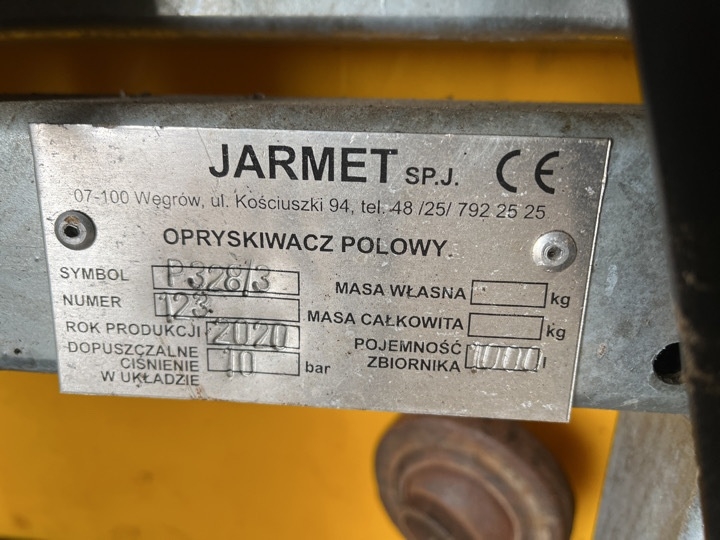 JARMET SP.J. CE
07-100 Węgrów, ul. Kościuszki 94, tel. 48 /25/ 792 25 25
OPRYSKIWACZ POLOWY
SYMBOL P328/3
NUMER 123
ROK PRODUKCJI 2020
DOPUSZCZALNE
CIŚNIENIE 10 bar
W UKŁADZIE
MASA WŁASNA kg
MASA CAŁKOWITA kg
POJEMNOŚĆ
ZBIORNIKA 1000 l